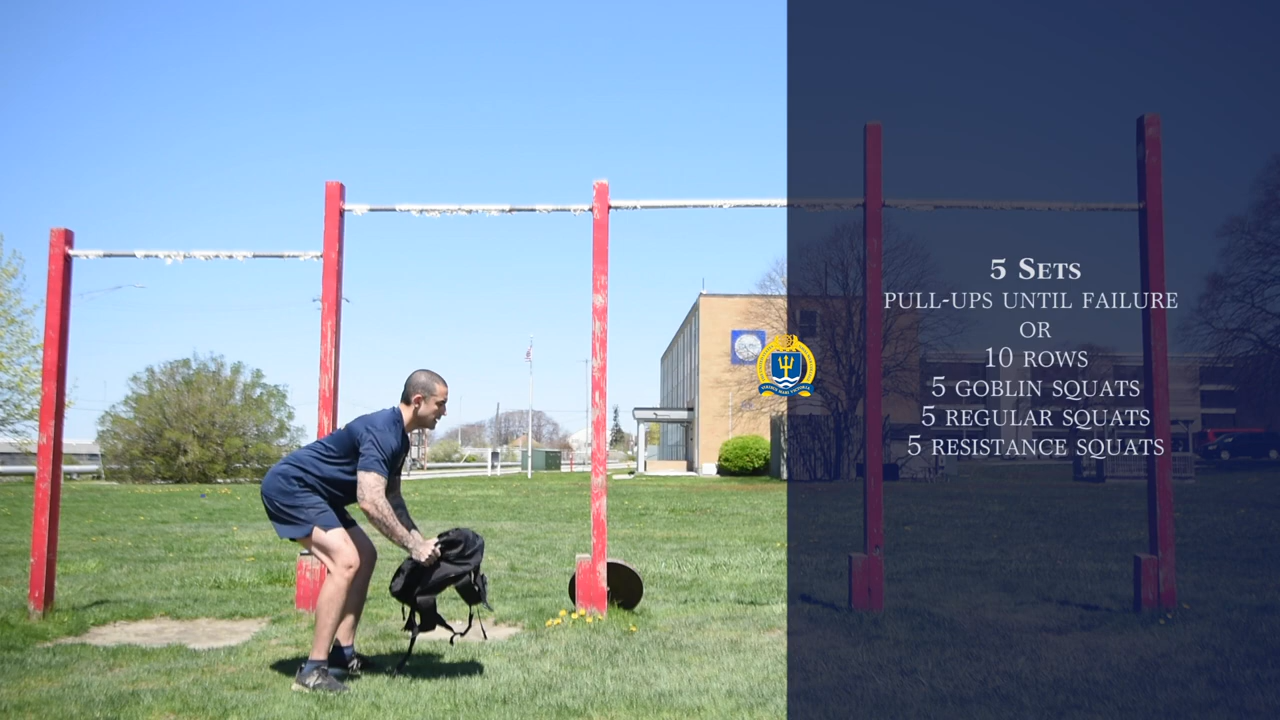 5 Sets
pull-ups until failure
or
10 rows
5 goblin squats
5 regular squats
5 resistance squats